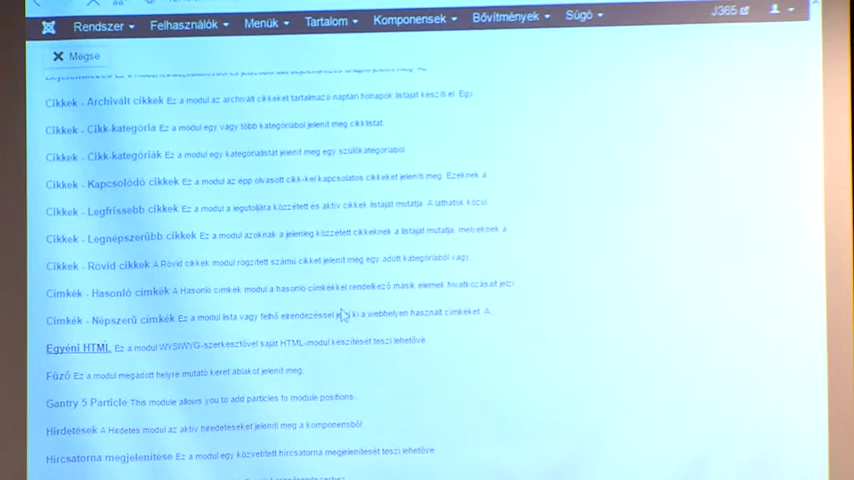 Rendszer Felhasználók Menük Tartalom Komponensek Bővítmények Súgó J365
Mégse
Cikkek - Archivált cikkek Ez a modul az archivált cikkeket tartalmazó naptári hónapok listáját készíti el. Egy
Cikkek - Cikk-kategória Ez a modul egy vagy több kategóriából jelenít meg cikklistát.
Cikkek - Cikk-kategóriák Ez a modul egy kategórialistát jelenít meg egy szülőkategóriából.
Cikkek - Kapcsolódó cikkek Ez a modul az épp olvasott cikk-kel kapcsolatos cikkeket jeleníti meg. Ezeknek a
Cikkek - Legfrissebb cikkek Ez a modul a legutoljára közzétett és aktív cikkek listáját mutatja. A láthatók közül
Cikkek - Legnépszerűbb cikkek Ez a modul azoknak a jelenleg közzétett cikkeknek a listáját mutatja, melyeknek a
Cikkek - Rövid cikkek A Rövid cikkek modul rögzített számú cikket jelenít meg egy adott kategóriából vagy
Címkék - Hasonló címkék A Hasonló címkék modul a hasonló címkékkel rendelkező másik elemek hivatkozásait jelzi
Címkék - Népszerű címkék Ez a modul lista vagy felhő elrendezéssel ki a webhelyen használt címkéket. A
Egyéni HTML Ez a modul WYSIWYG-szerkesztővel saját HTML-modul készítését teszi lehetővé.
Fűző Ez a modul megadott helyre mutató keret ablakot jelenít meg.
Gantry 5 Particle This module allows you to add particles to module positions.
Hirdetések A Hirdetés modul az aktív hiredetéseket jeleníti meg a komponensből
Hírcsatorna megjelenítése Ez a modul egy közvetített hírcsatorna megjelenítését teszi lehetővé